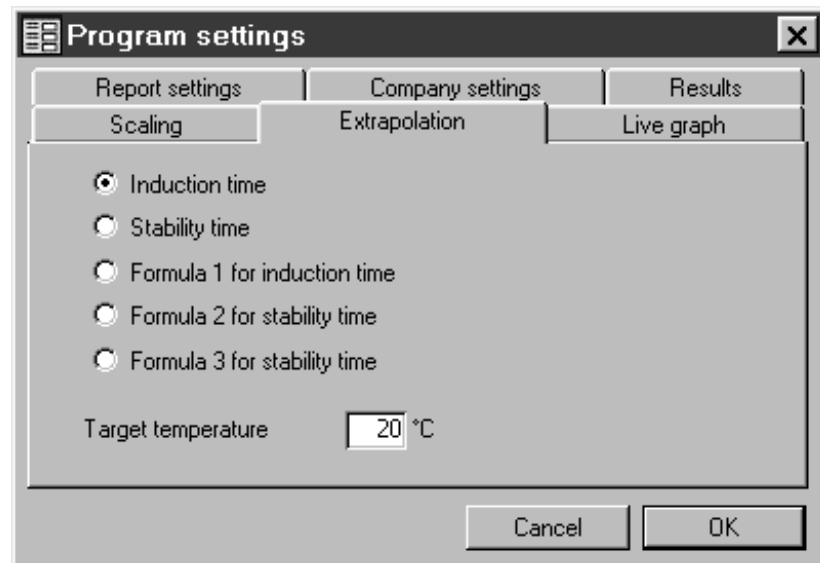 Program settings
Report settings Company settings Results
Scaling Extrapolation Live graph
Induction time
Stability time
Formula 1 for induction time
Formula 2 for stability time
Formula 3 for stability time
Target temperature 20 °C
Cancel OK